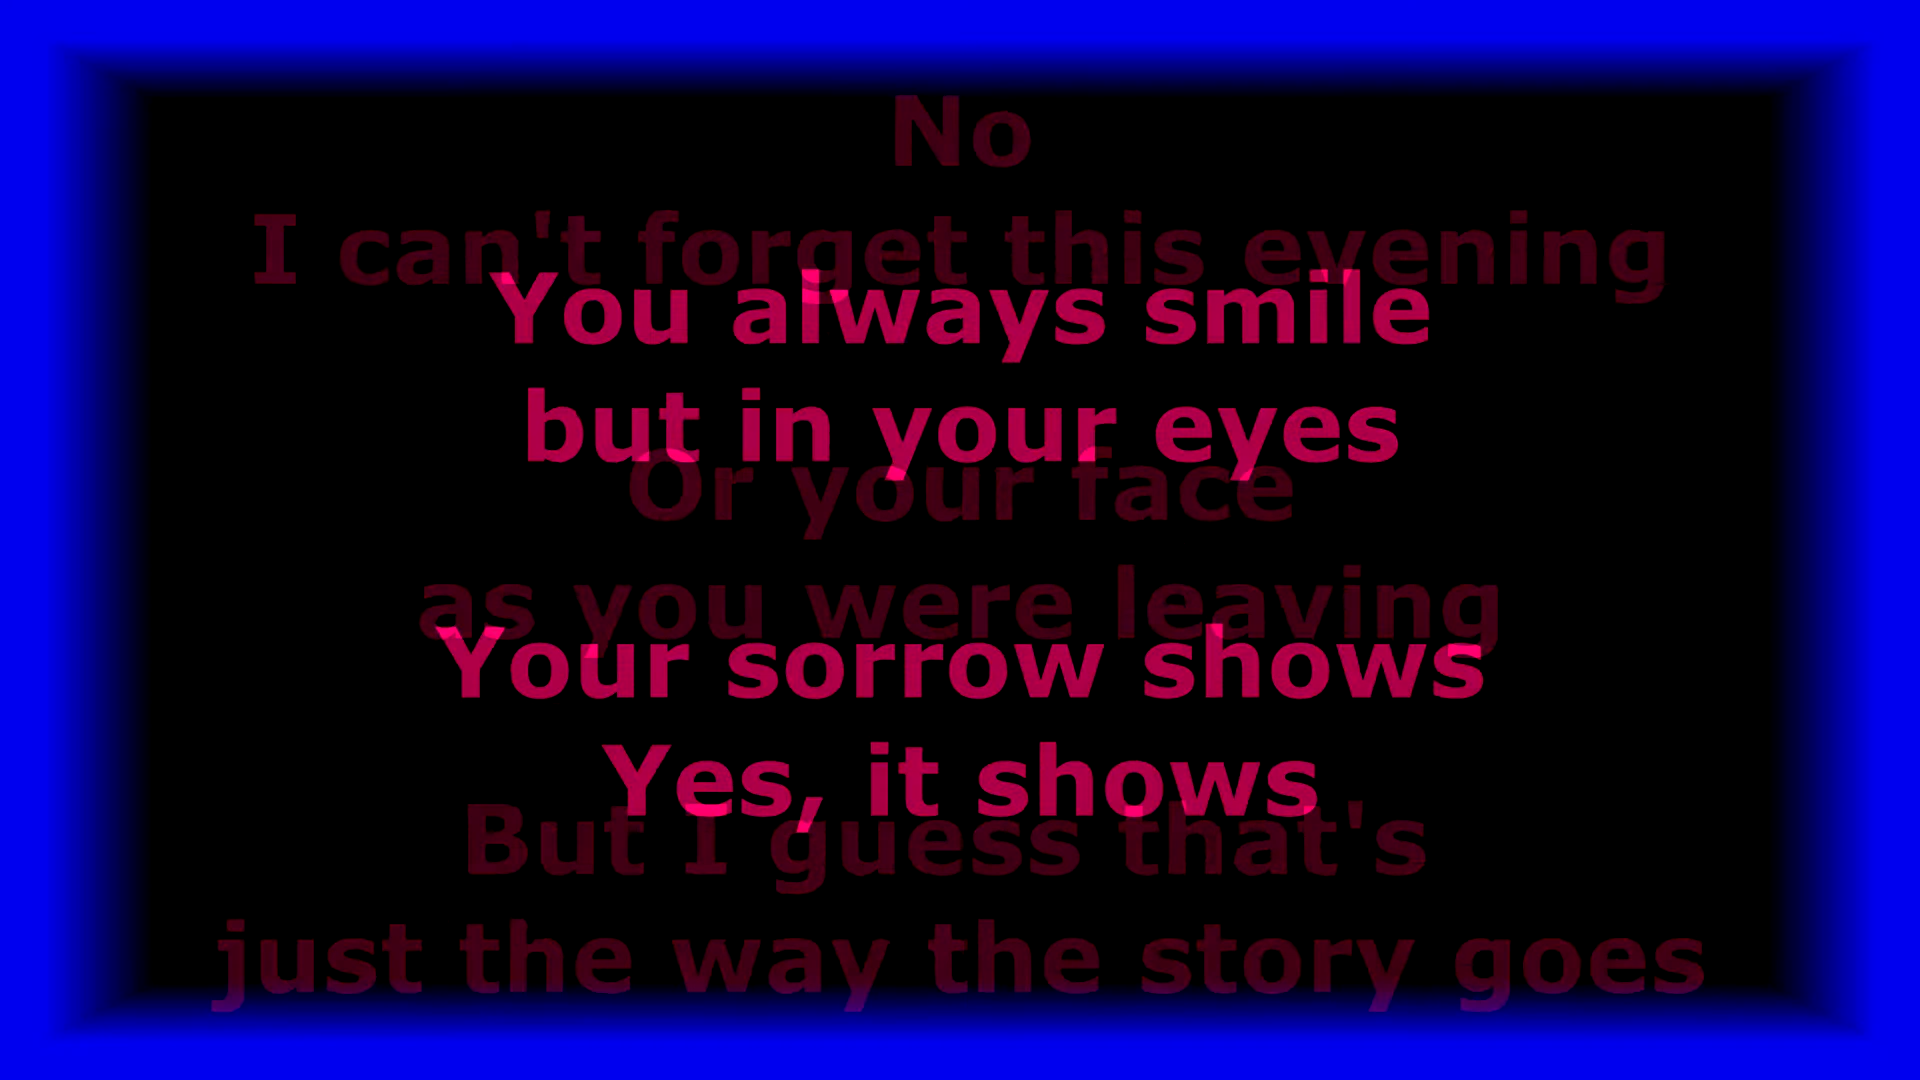 No
I can't forget this evening
You always smile
but in your eyes
Or your face
as you were leaving
Your sorrow shows
Yes, it shows
But I guess that's
just the way the story goes